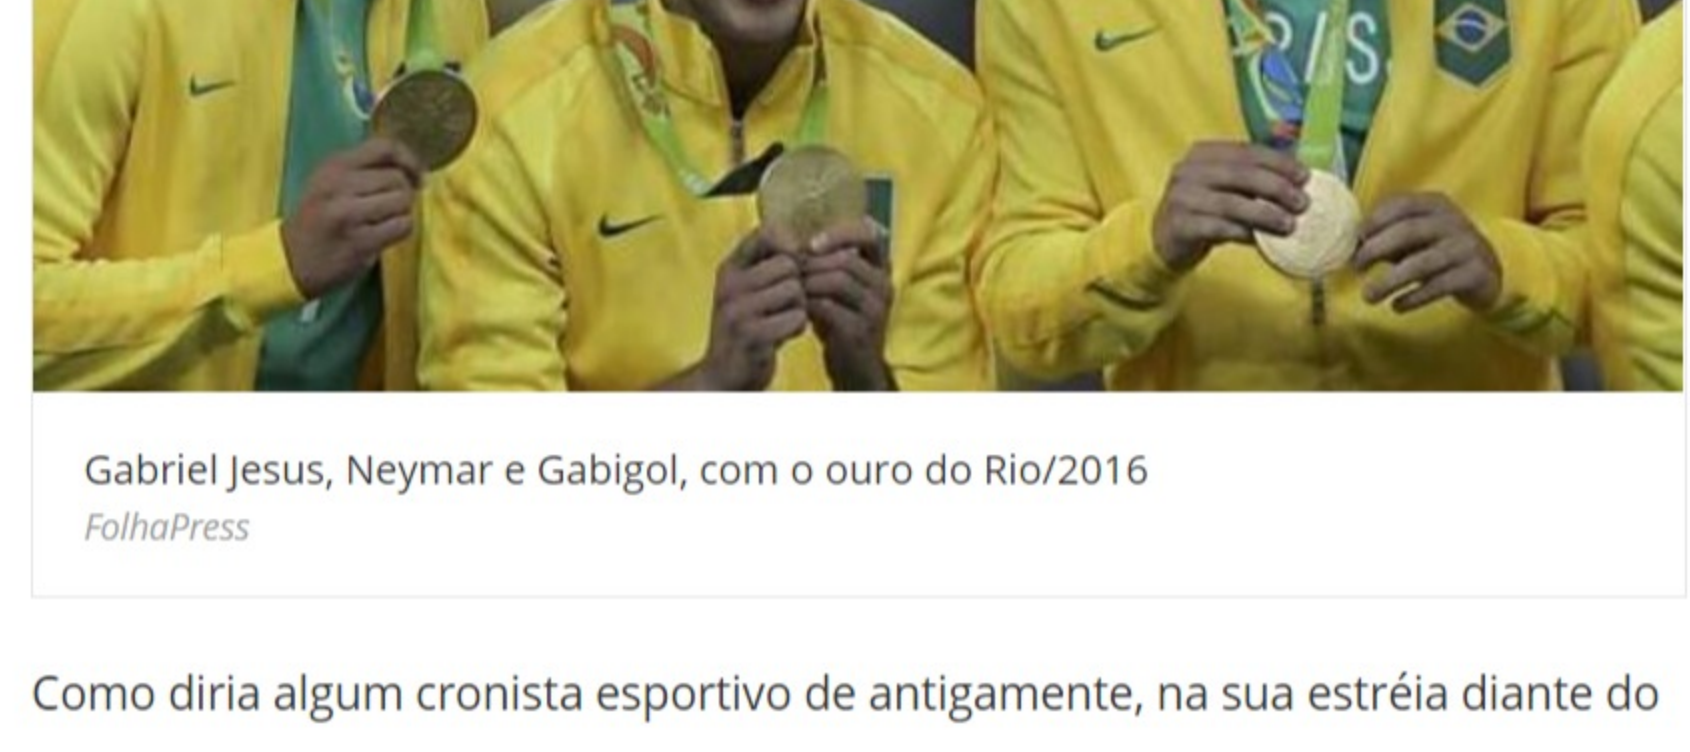 Gabriel Jesus, Neymar e Gabigol, com o ouro do Rio/2016
FolhaPress
Como diria algum cronista esportivo de antigamente, na sua estréia diante do